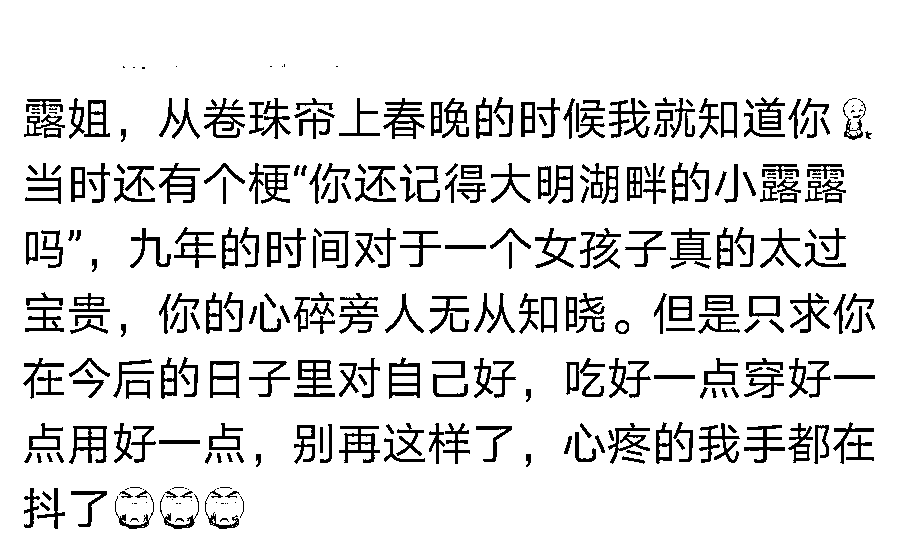 露姐，从卷珠帘上春晚的时候我就知道你
当时还有个梗“你还记得大明湖畔的小露露
吗”，九年的时间对于一个女孩子真的太过
宝贵，你的心碎旁人无从知晓。但是只求你
在今后的日子里对自己好，吃好一点穿好一
点用好一点，别再这样了，心疼的我手都在
抖了